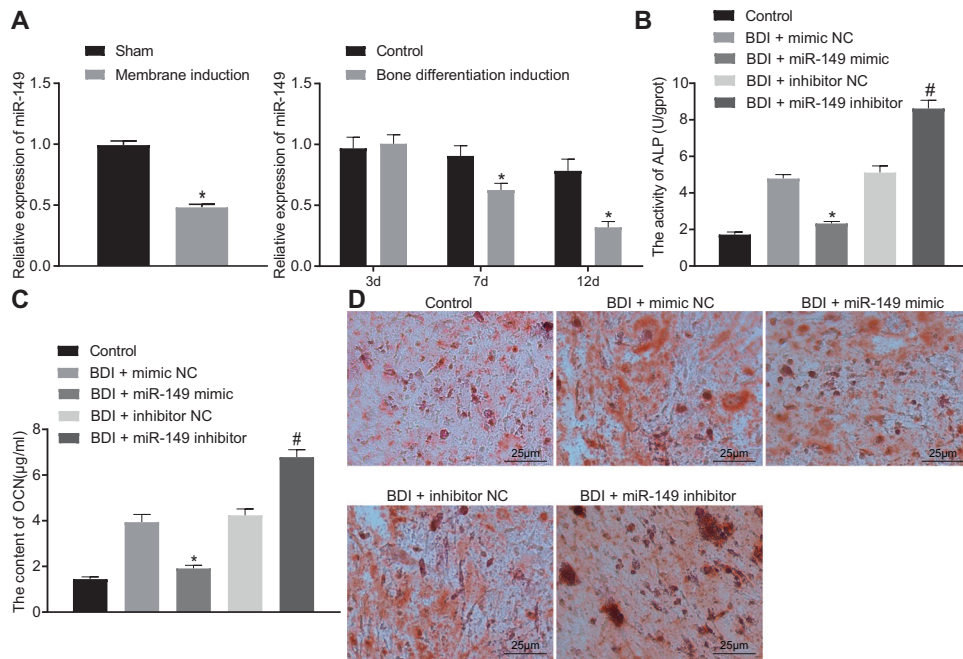 A
Sham
Membrane induction
Reliative expression of miR-149
1.5
1.0
0.5
0.0
*
Control
Bone differentiation induction
Reliative expression of miR-149
1.5
1.0
0.5
0.0
*
*
3d
7d
12d
B
Control
BDI + mimic NC
BDI + miR-149 mimic
BDI + inhibitor NC
BDI + miR-149 inhibitor
The activity of ALP (U/gprot)
10
8
6
4
2
0
*
#
C
Control
BDI + mimic NC
BDI + miR-149 mimic
BDI + inhibitor NC
BDI + miR-149 inhibitor
The content of OCN(μg/ml)
8
6
4
2
0
*
#
D
Control
BDI + mimic NC
BDI + miR-149 mimic
25μm
25μm
25μm
BDI + inhibitor NC
BDI + miR-149 inhibitor
25μm
25μm